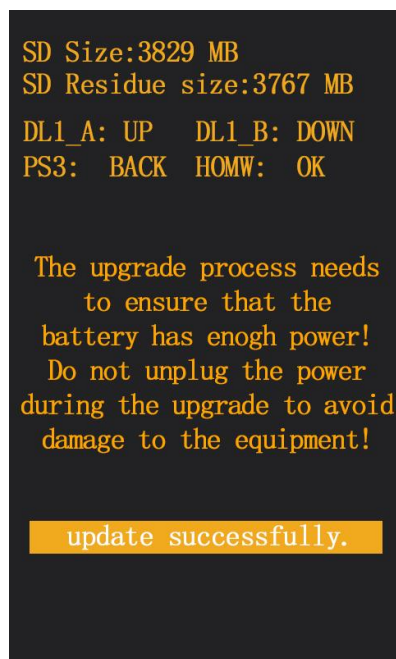 SD Size:3829 MB
SD Residue size:3767 MB
DL1_A: UP DL1_B: DOWN
PS3: BACK HOMW: OK
The upgrade process needs
to ensure that the
battery has enogh power!
Do not unplug the power
during the upgrade to avoid
damage to the equipment!
update successfully.